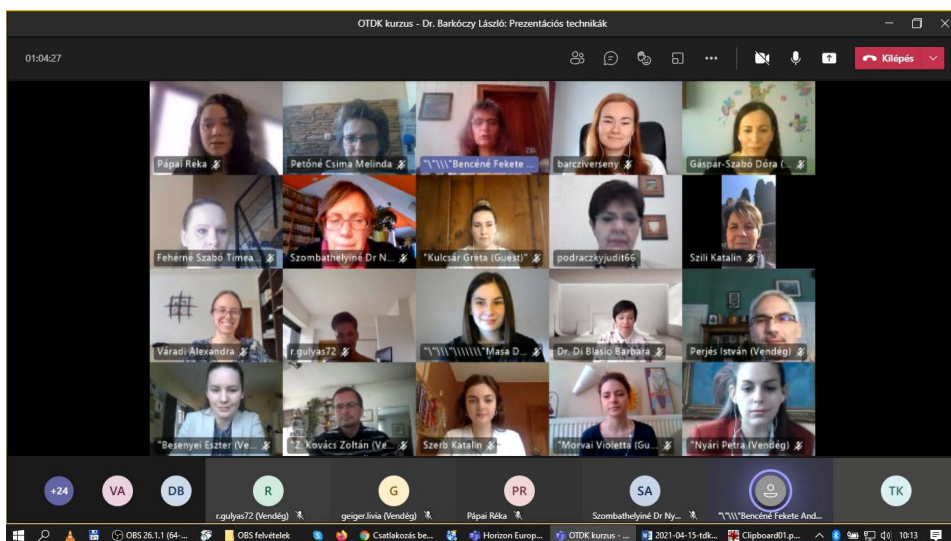 OTDK kurzus - Dr. Barkóczy László: Prezentációs technikák
01:04:27
Kilépés
Pápai Réka
Petőné Csima Melinda
"\"\\\"Bencéné Fekete ...
barcziverseny
Gáspár-Szabó Dóra (...
Fehérné Szabó Tímea...
Szombathelyiné Dr N...
"Kulcsár Gréta (Guest)"
podraczkyjudit66
Szili Katalin
Váradi Alexandra
r.gulyas72
"\"\\\"\\\\\\\"Masa D...
Dr. Di Blasio Barbara
Perjés István (Vendég)
"Besenyei Eszter (Ve...
"Z. Kovács Zoltán (Ve...
Szerb Katalin
"Morvai Violetta (Gu...
"Nyári Petra (Vendég)
+24
VA
DB
R
G
PR
SA
TK
r.gulyas72 (Vendég)
geiger.livia (Vendég)
Pápai Réka
Szombathelyiné Dr Ny...
"\"\\\"Bencéné Fekete And...
OBS 26.1.1 (64-...
OBS felvételek
Csatlakozás be...
Horizon Europ...
OTDK kurzus - ...
2021-04-15-tdk...
Clipboard01.p...
10:13